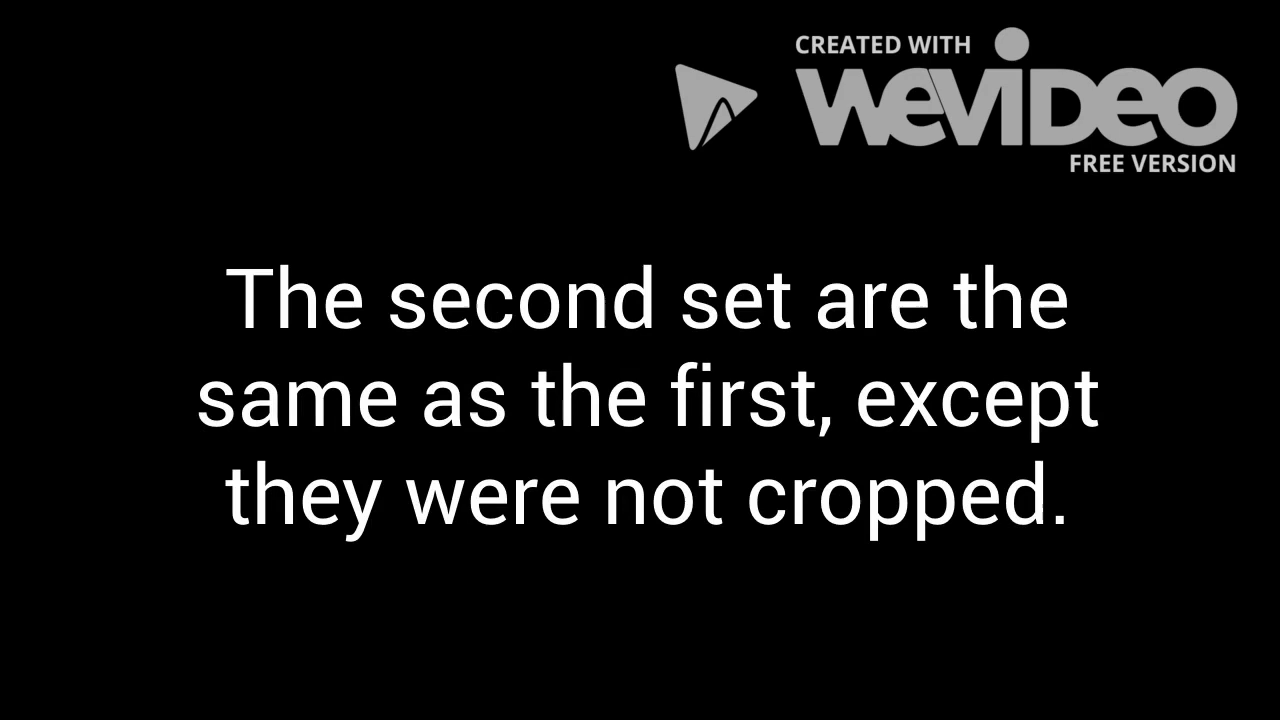 CREATED WITH
WEVIDEO
FREE VERSION
The second set are the
same as the first, except
they were not cropped.